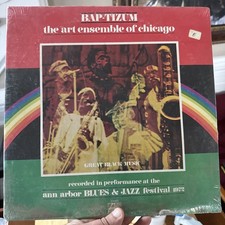 BAP-TIZUM
the art ensemble of chicago
GREAT BLACK MUSIC
recorded in performance at the
ann arbor BLUES & JAZZ festival 1972